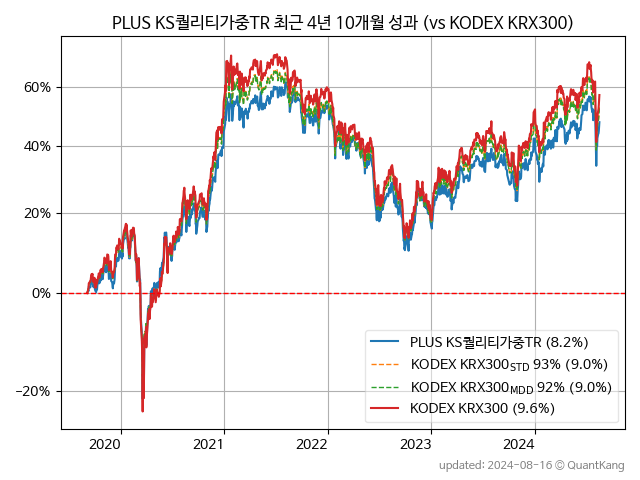 PLUS KS퀄리티가중TR 최근 4년 10개월 성과 (vs KODEX KRX300)
60%
40%
20%
0%
−20%
PLUS KS퀄리티가중TR (8.2%)
KODEX KRX300STD 93% (9.0%)
KODEX KRX300MDD 92% (9.0%)
KODEX KRX300 (9.6%)
2020 2021 2022 2023 2024
updated: 2024-08-16 © QuantKang